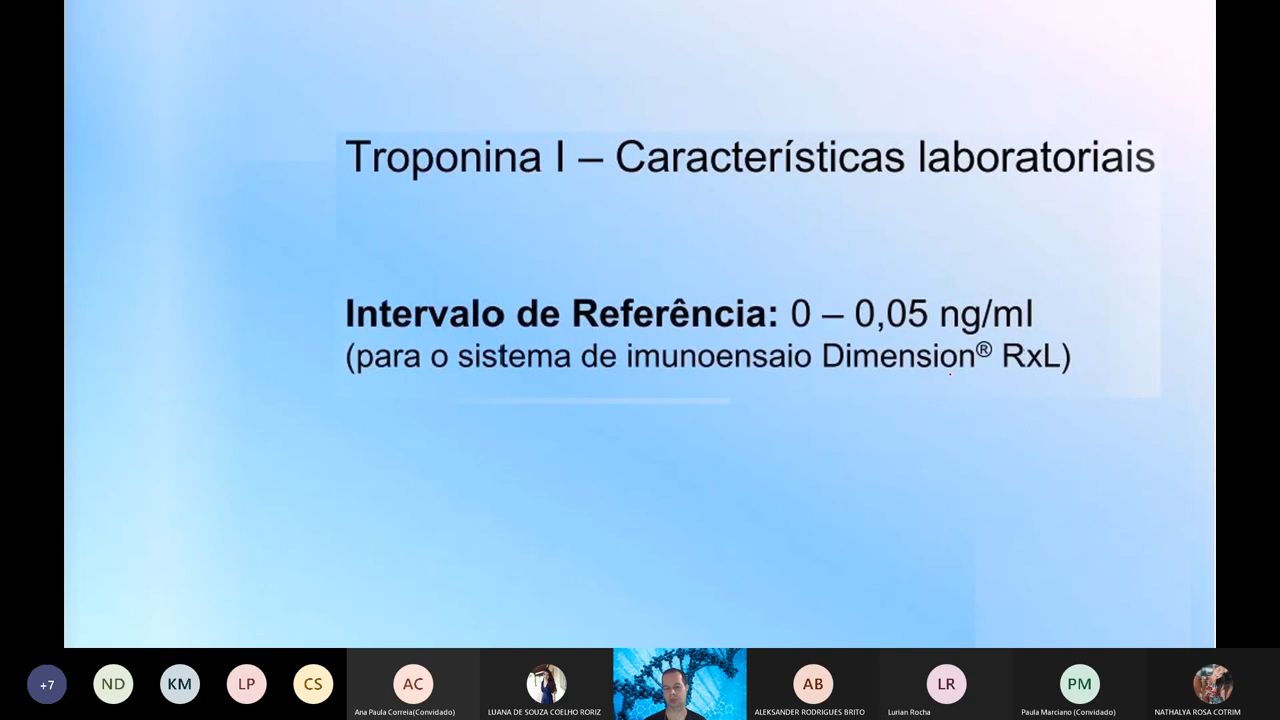 Troponina I – Características laboratoriais
Intervalo de Referência: 0 – 0,05 ng/ml
(para o sistema de imunoensaio Dimension® RxL)
+7
ND
KM
LP
CS
AC
AB
LR
PM
Ana Paula Correia(Convidado)
LUANA DE SOUZA COELHO RORIZ
ALEKSANDER RODRIGUES BRITO
Lurian Rocha
Paula Marciano (Convidado)
NATHALYA ROSA COTRIM